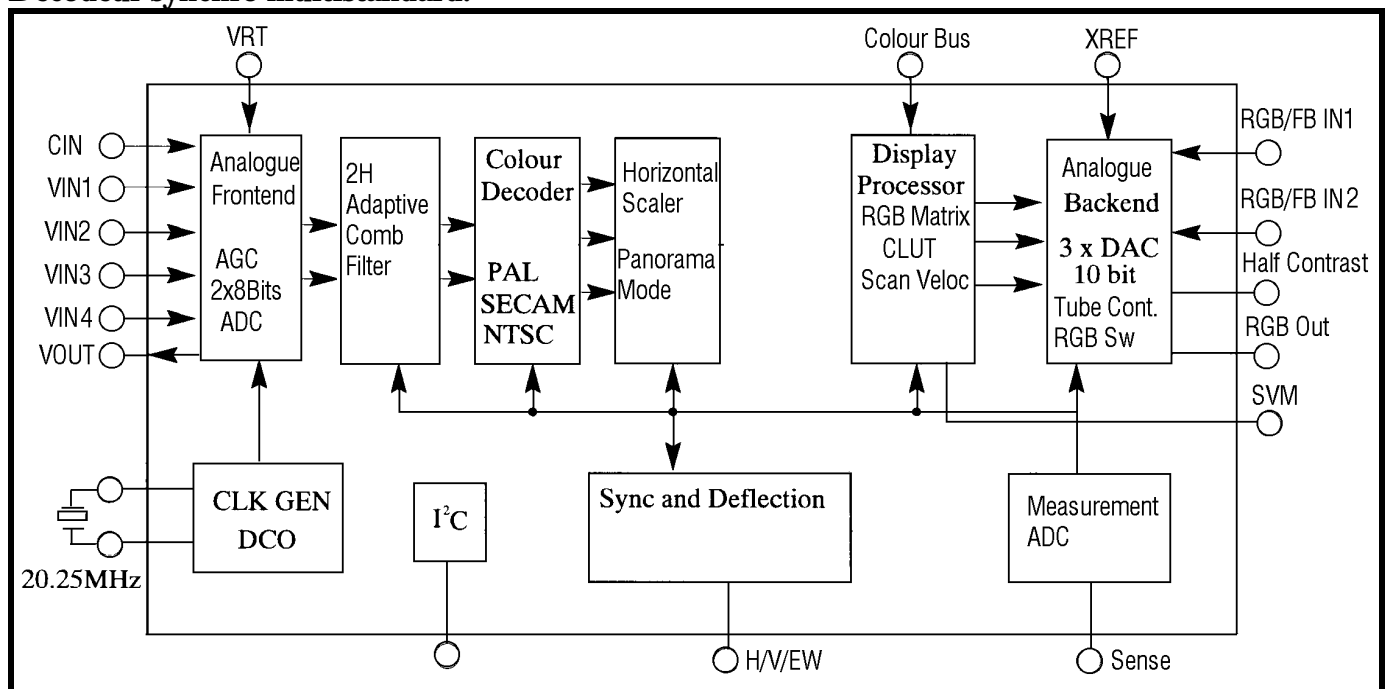 Décodeur synchro multistandard.
VRT
Colour Bus
XREF
CIN
VIN1
VIN2
VIN3
VIN4
VOUT
Analogue
Frontend
AGC
2x8Bits
ADC
2H
Adaptive
Comb
Filter
Colour
Decoder
PAL
SECAM
NTSC
Horizontal
Scaler
Panorama
Mode
Display
Processor
RGB Matrix
CLUT
Scan Veloc
Analogue
Backend
3 x DAC
10 bit
Tube Cont.
RGB Sw
RGB/FB IN1
RGB/FB IN2
Half Contrast
RGB Out
SVM
20.25MHz
CLK GEN
DCO
I²C
Sync and Deflection
Measurement
ADC
H/V/EW
Sense